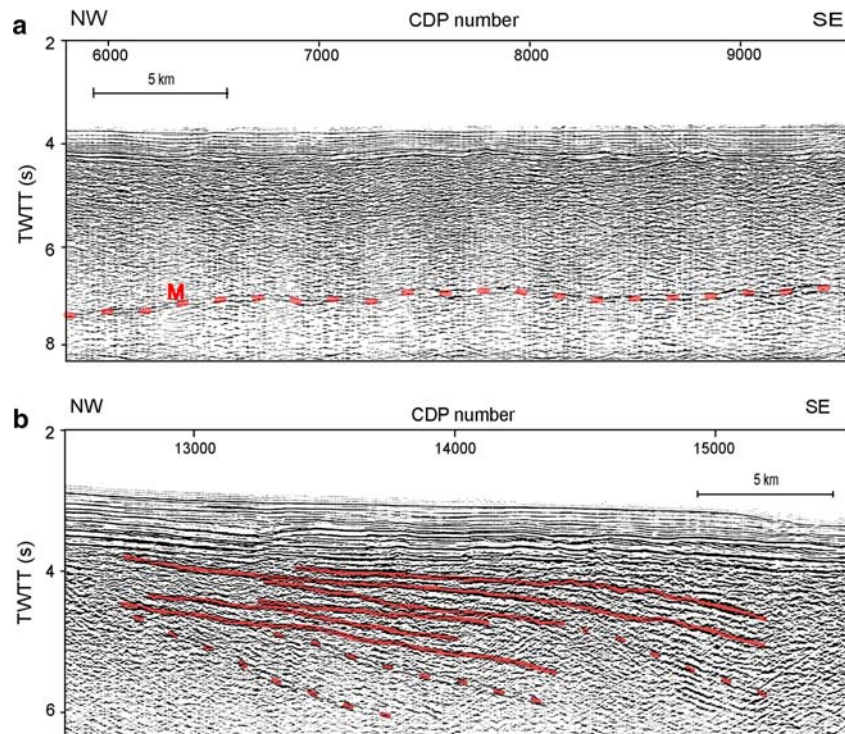 a
NW CDP number SE
6000 7000 8000 9000
5 km
2
4
6
8
TWTT (s)
M
b
NW CDP number SE
13000 14000 15000
5 km
2
4
6
TWTT (s)